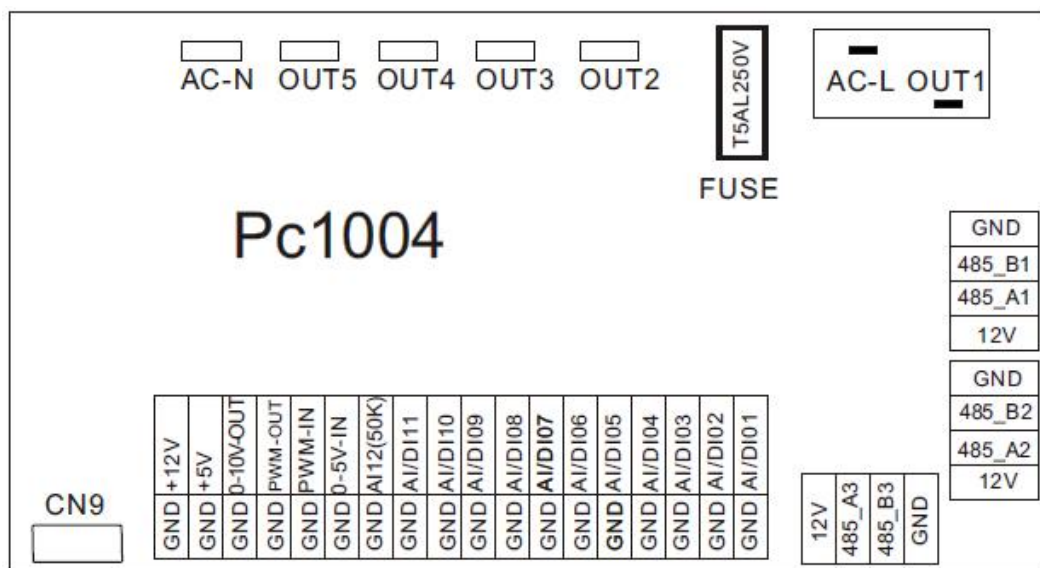 AC-N OUT5 OUT4 OUT3 OUT2
T5AL250V
FUSE
AC-L OUT1
Pc1004
GND
485_B1
485_A1
12V
GND
485_B2
485_A2
12V
+12V
+5V
0-10V-OUT
PWM-OUT
PWM-IN
0-5V-IN
AI12(50K)
AI/DI11
AI/DI10
AI/DI09
AI/DI08
AI/DI07
AI/DI06
AI/DI05
AI/DI04
AI/DI03
AI/DI02
AI/DI01
GND GND GND GND GND GND GND GND GND GND GND GND GND GND GND GND GND GND
CN9
12V
485_A3
485_B3
GND